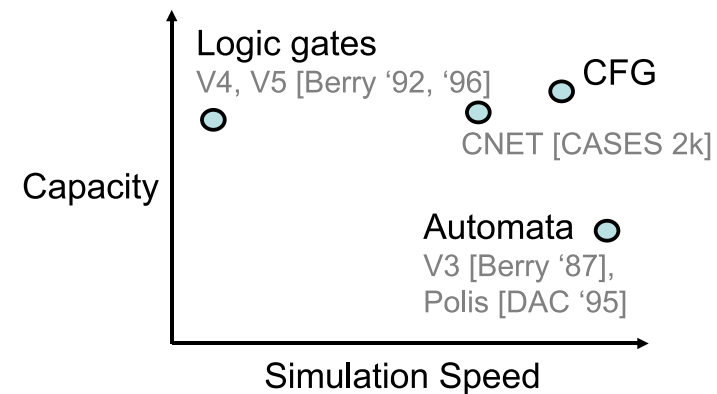 Logic gates
V4, V5 [Berry ‘92, ‘96]
CFG
CNET [CASES 2k]
Capacity
Automata
V3 [Berry ‘87],
Polis [DAC ‘95]
Simulation Speed